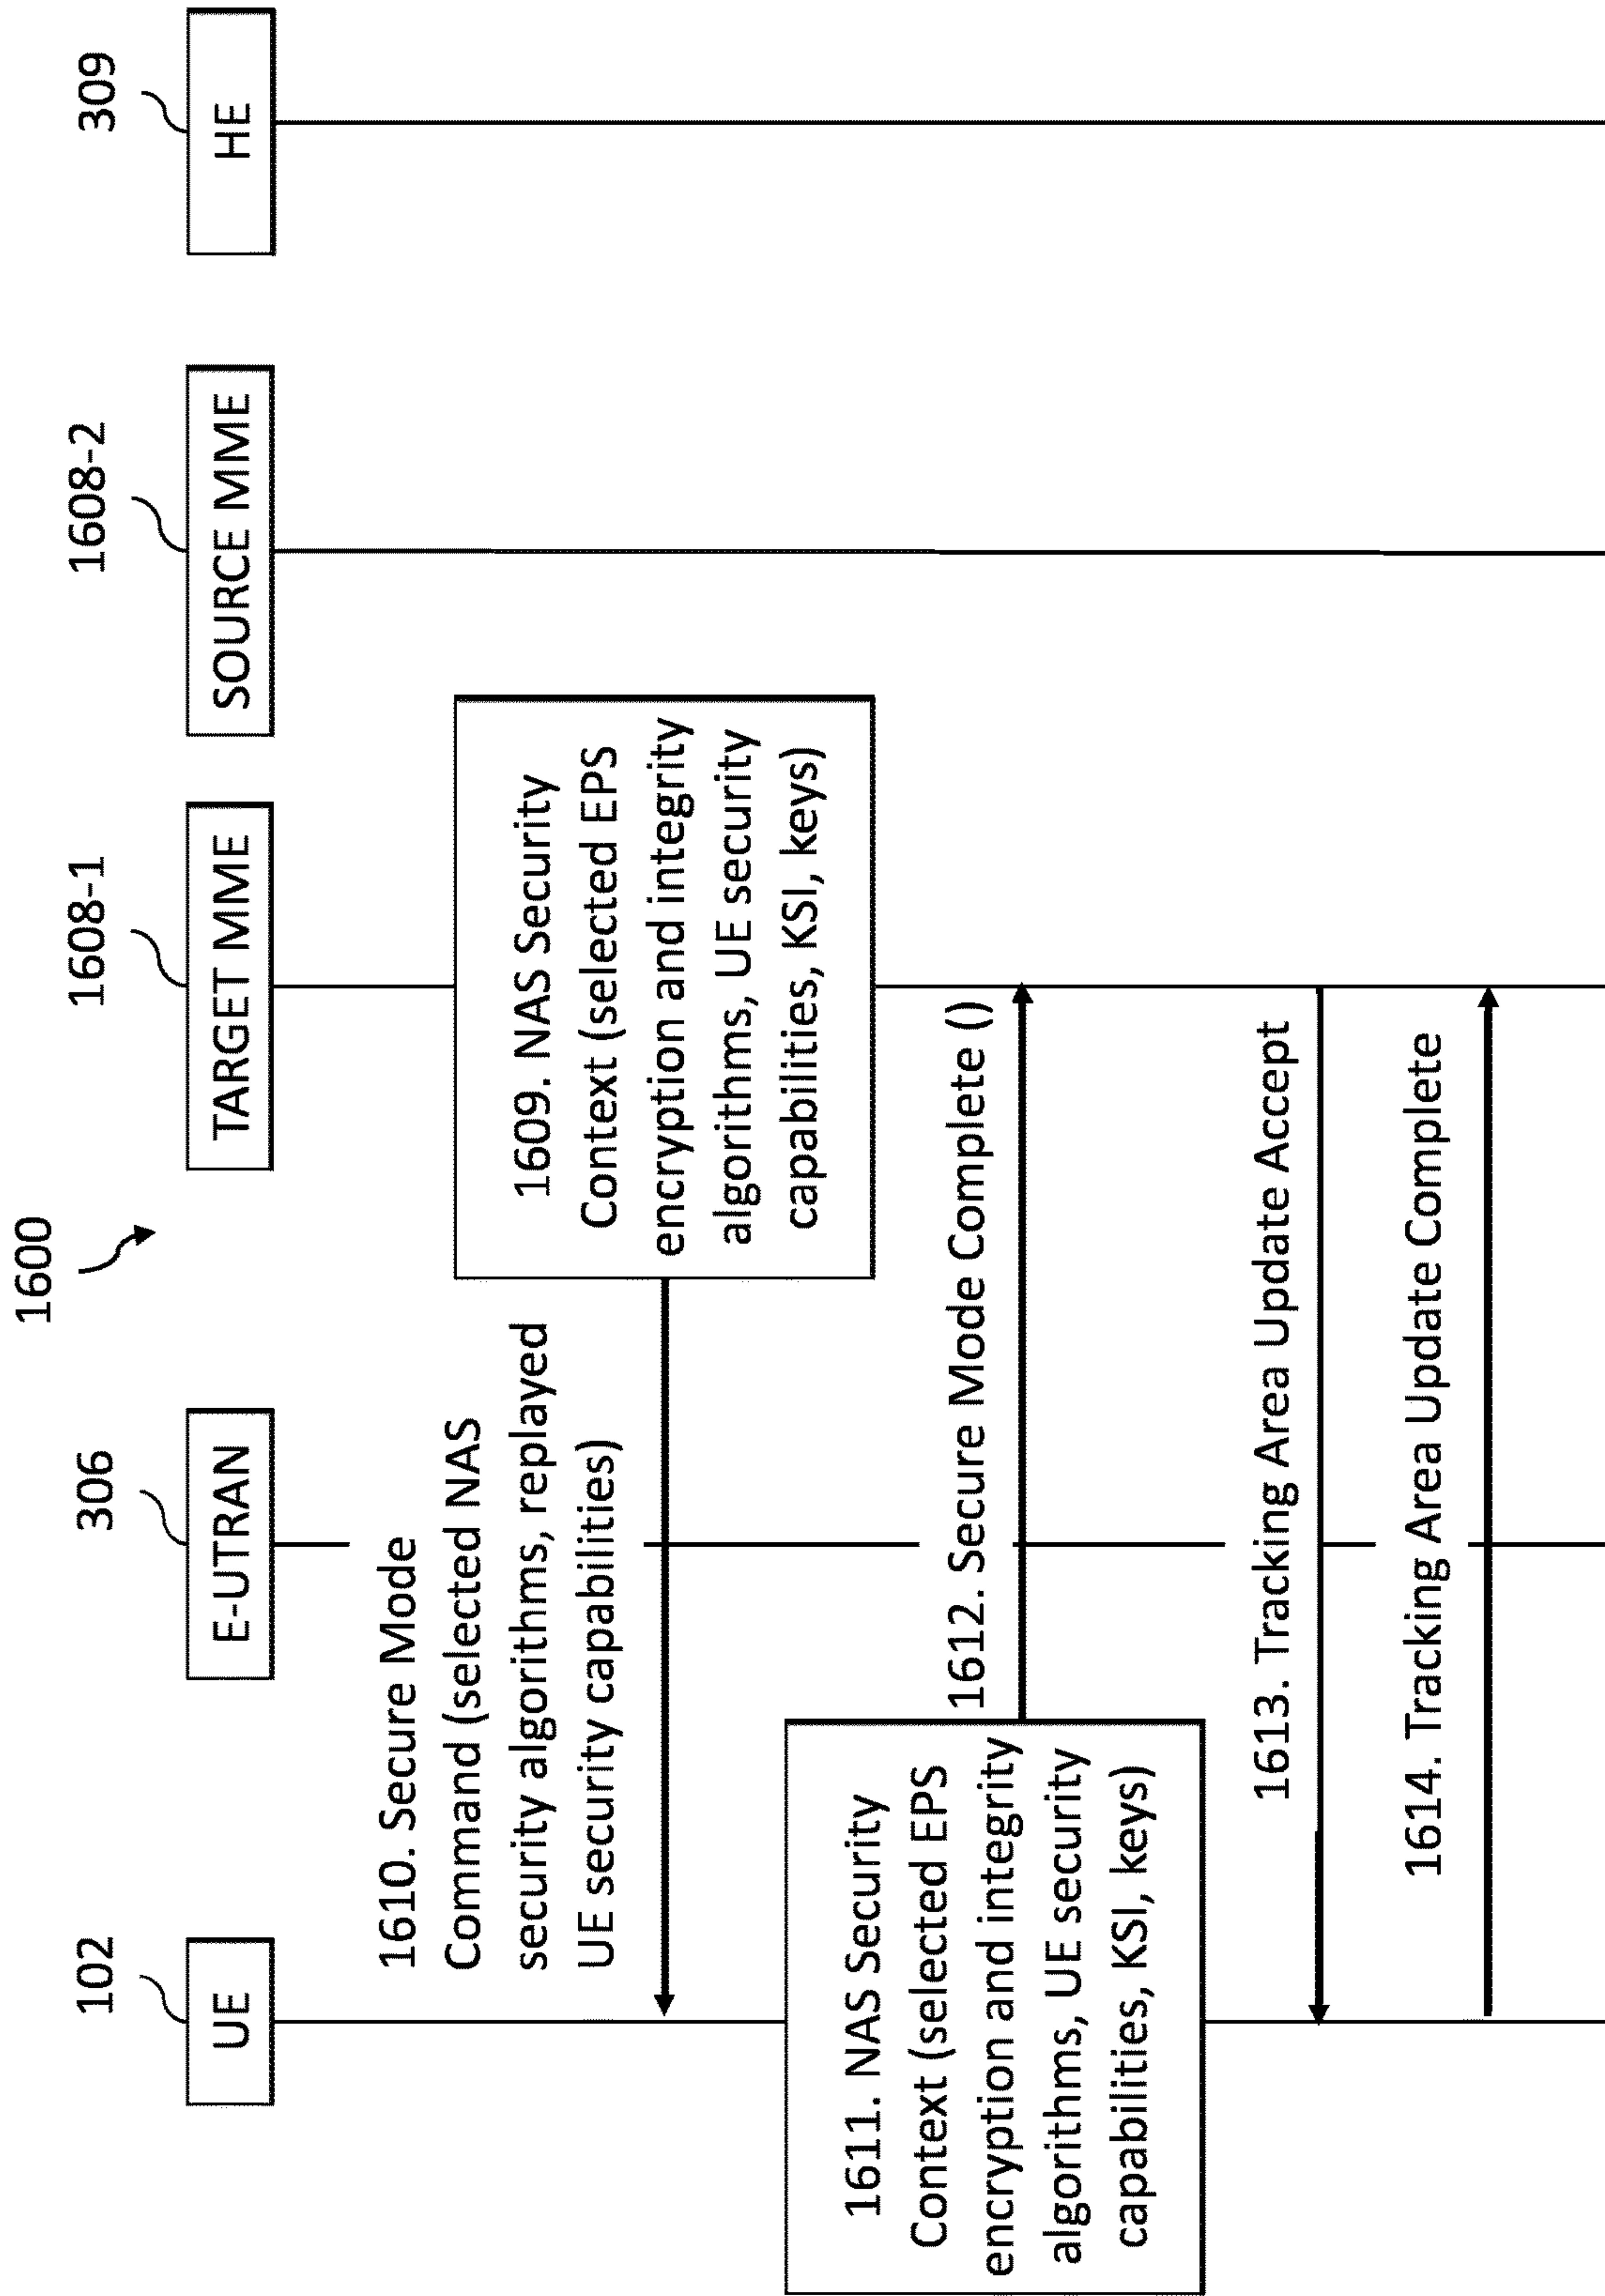 1600
102
306
1608-1
1608-2
309
UE
E-UTRAN
TARGET MME
SOURCE MME
HE
1609. NAS Security
Context (selected EPS
encryption and integrity
algorithms, UE security
capabilities, KSI, keys)
1610. Secure Mode
Command (selected NAS
security algorithms, replayed
UE security capabilities)
1611. NAS Security
Context (selected EPS
encryption and integrity
algorithms, UE security
capabilities, KSI, keys)
1612. Secure Mode Complete ()
1613. Tracking Area Update Accept
1614. Tracking Area Update Complete